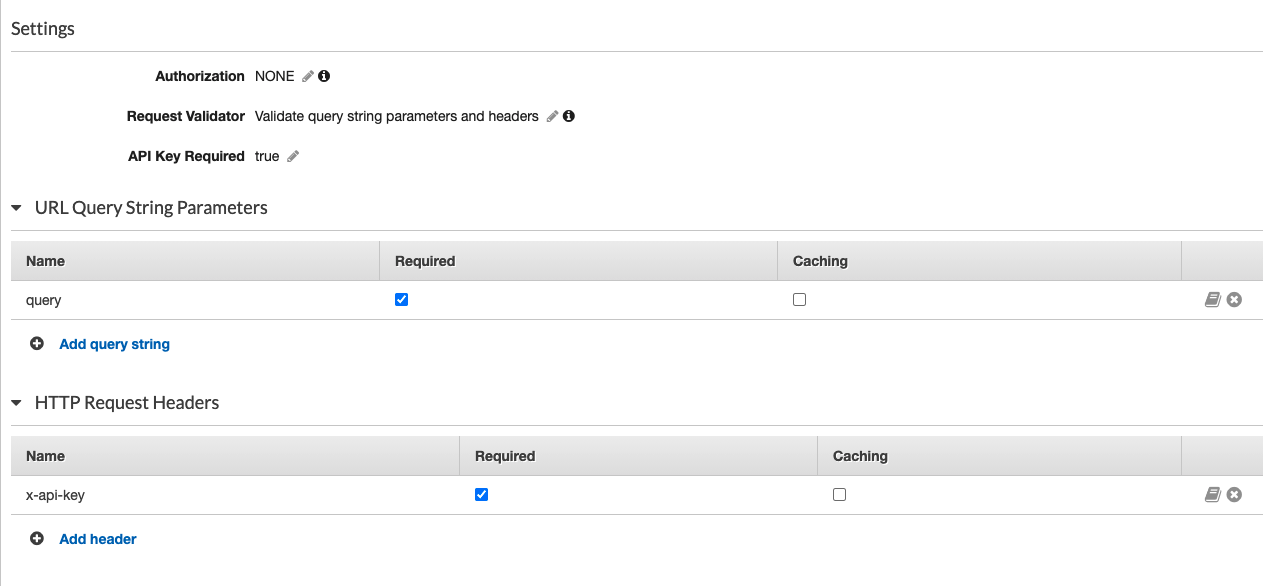 Settings
Authorization NONE
Request Validator Validate query string parameters and headers
API Key Required true
URL Query String Parameters
Name Required Caching
query
Add query string
HTTP Request Headers
Name Required Caching
x-api-key
Add header